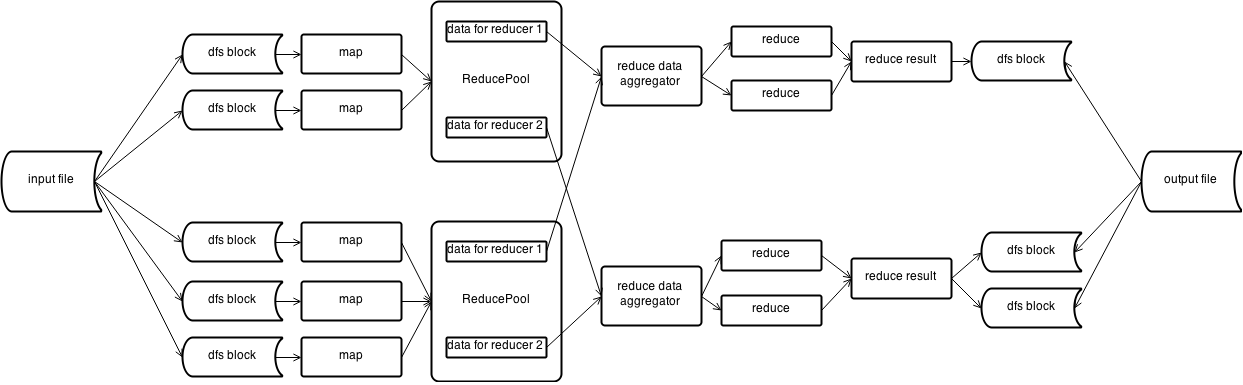 input file
dfs block
map
dfs block
map
data for reducer 1
ReducePool
data for reducer 2
reduce data
aggregator
reduce
reduce
reduce result
dfs block
dfs block
map
dfs block
map
dfs block
map
data for reducer 1
ReducePool
data for reducer 2
reduce data
aggregator
reduce
reduce
reduce result
dfs block
dfs block
output file